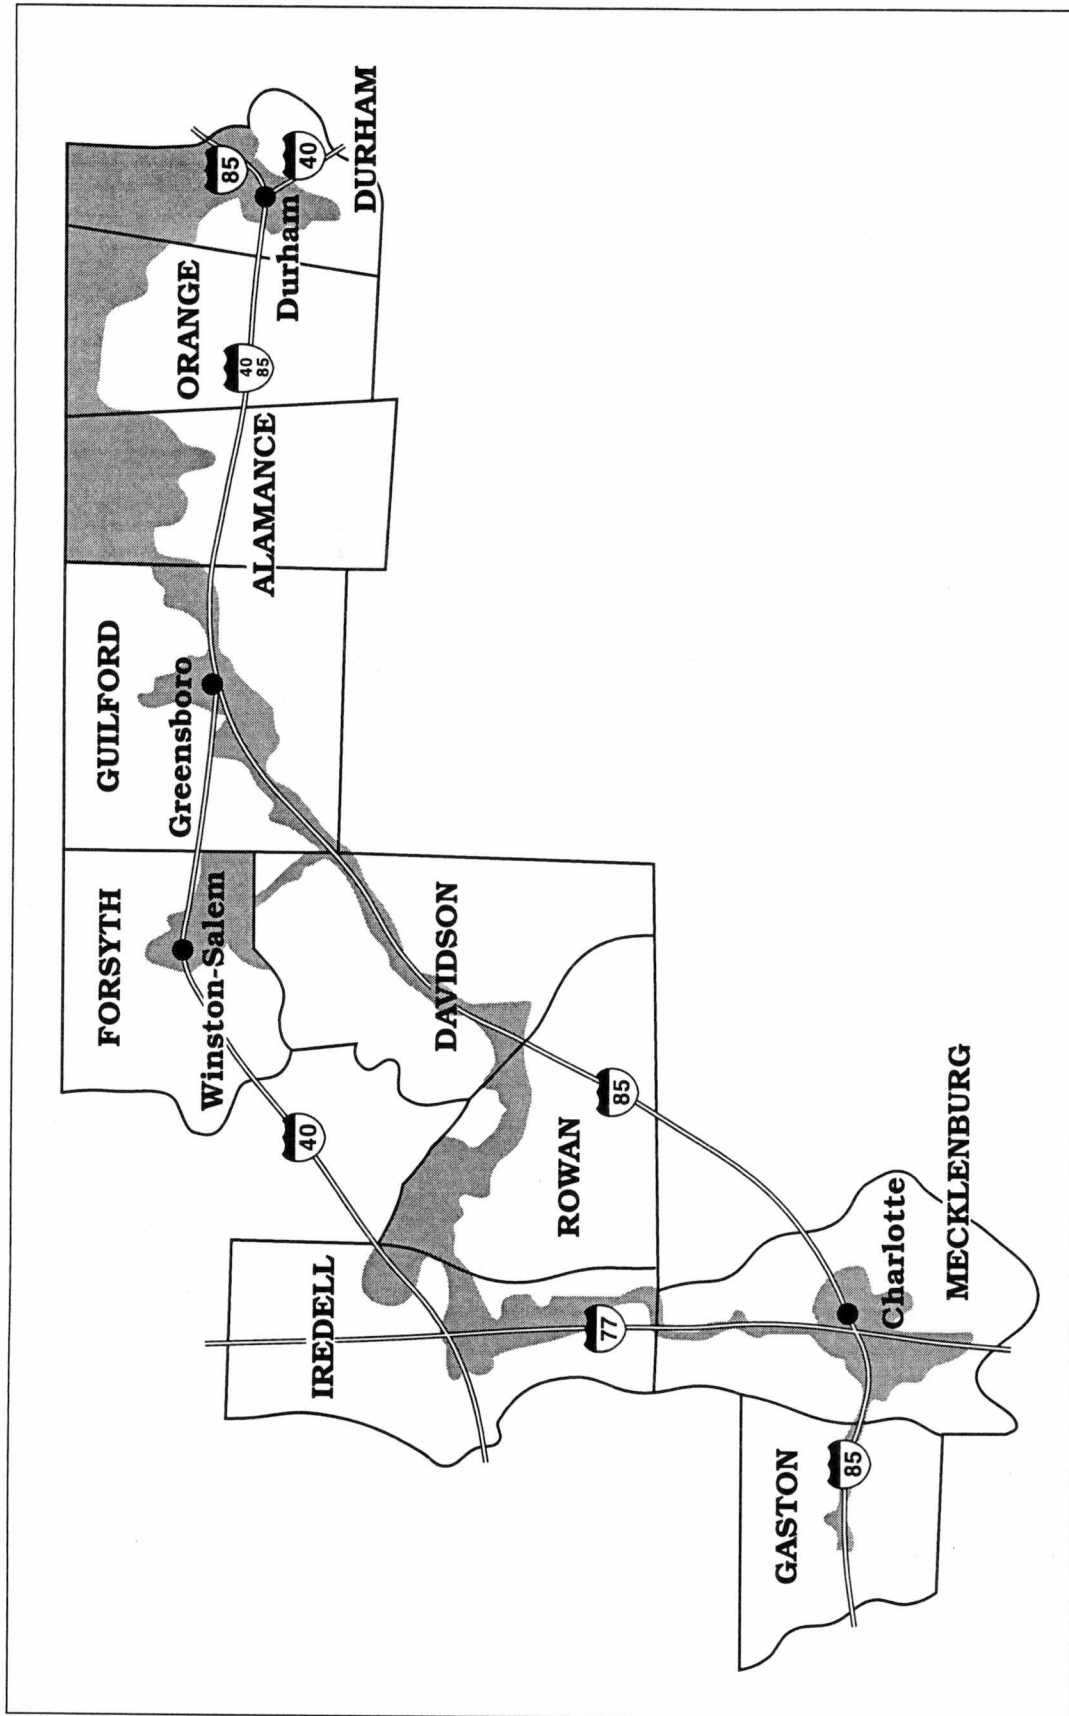 FORSYTH
GUILFORD
ORANGE
85
40
DURHAM
Durham
40
85
ALAMANCE
Greensboro
Winston-Salem
DAVIDSON
40
IREDELL
ROWAN
85
77
MECKLENBURG
Charlotte
GASTON
85